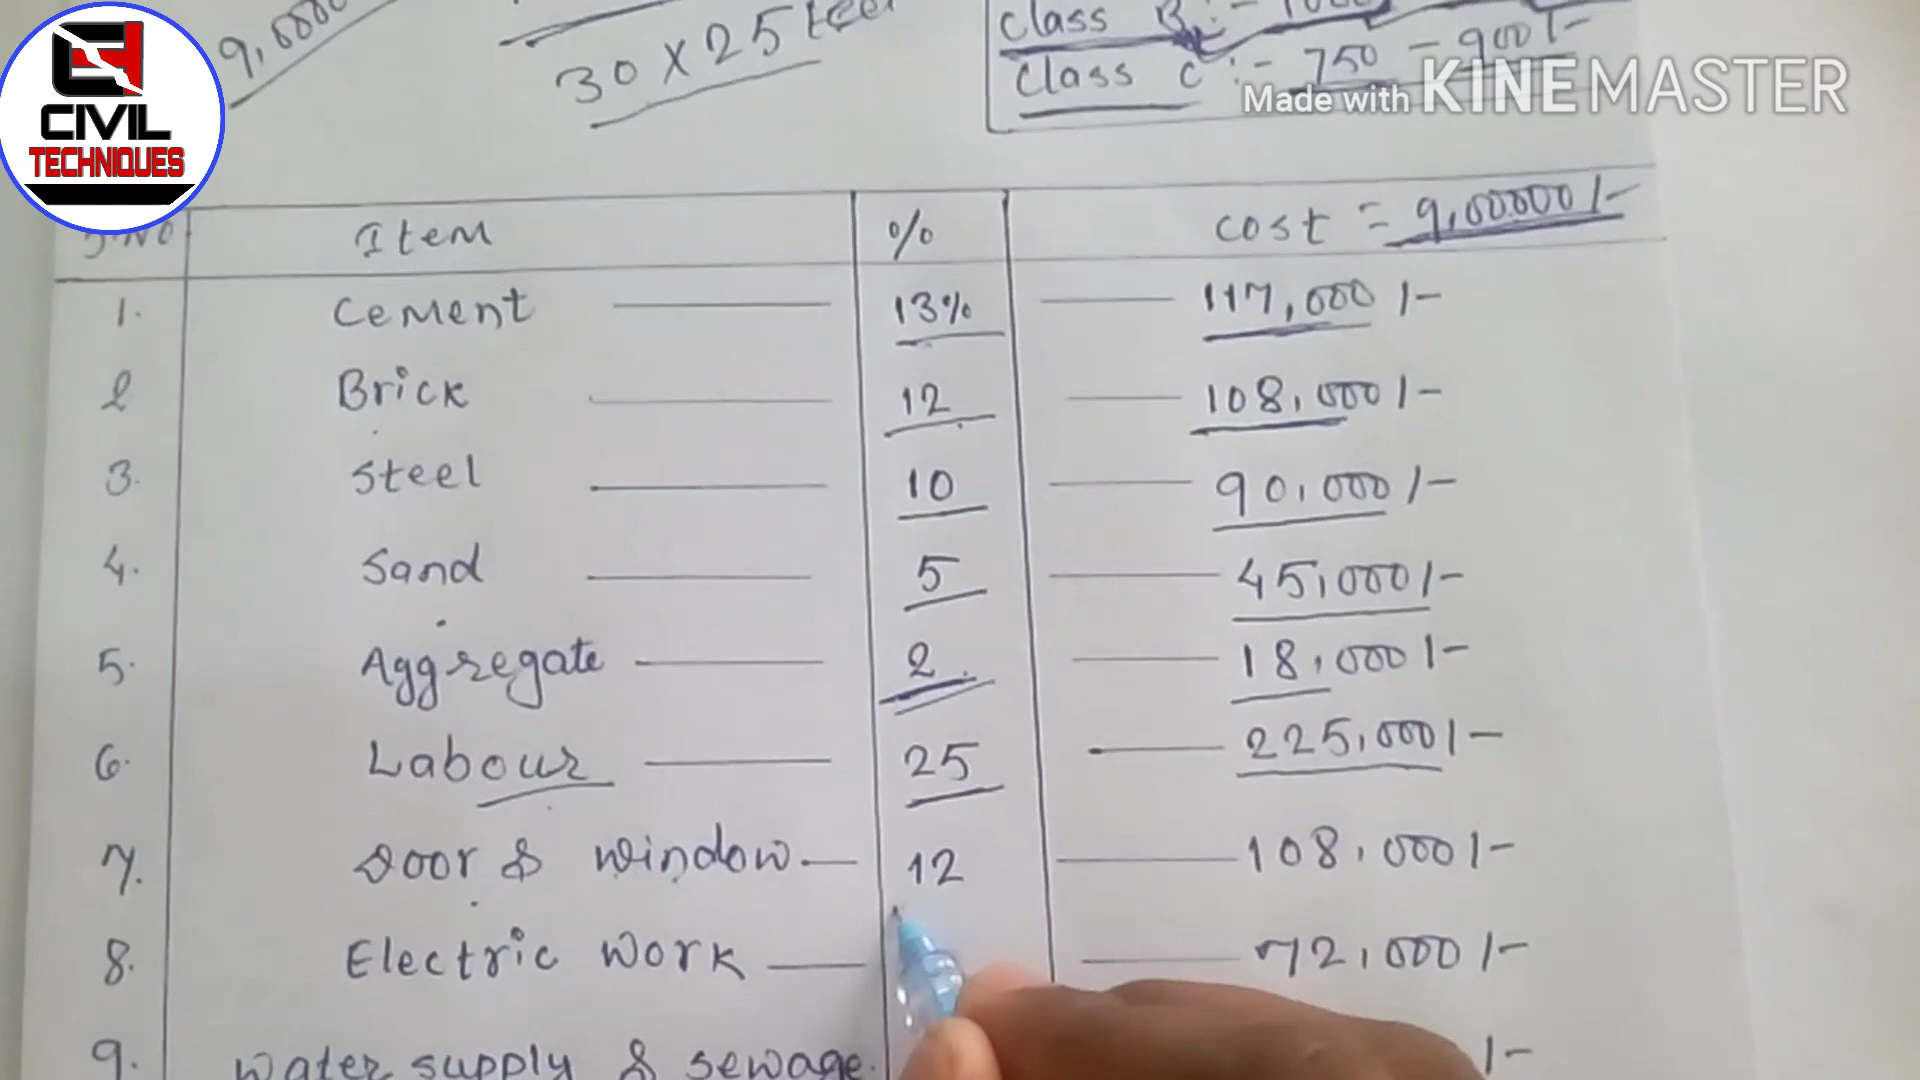 CIVIL
TECHNIQUES
30 X 25 feet
Class B :-
Class C :- 750 - 900/-
Made with KINEMASTER
S.NO Item % Cost = 9,00000/-
1. Cement 13% 117,000/-
2 Brick 12 108,000/-
3. Steel 10 90,000/-
4. Sand 5 45,000/-
5. Aggregate 2 18,000/-
6. Labour 25 225,000/-
7. Door & window 12 108,000/-
8. Electric work 72,000/-
9. water supply & sewage. /-